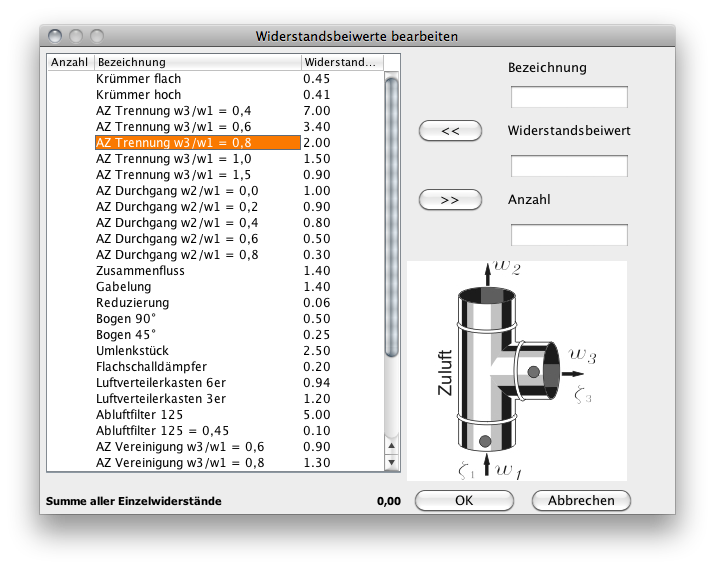 Widerstandsbeiwerte bearbeiten
Anzahl Bezeichnung Widerstand...
Krümmer flach 0.45
Krümmer hoch 0.41
AZ Trennung w3/w1 = 0,4 7.00
AZ Trennung w3/w1 = 0,6 3.40
AZ Trennung w3/w1 = 0,8 2.00
AZ Trennung w3/w1 = 1,0 1.50
AZ Trennung w3/w1 = 1,5 0.90
AZ Durchgang w2/w1 = 0,0 1.00
AZ Durchgang w2/w1 = 0,2 0.90
AZ Durchgang w2/w1 = 0,4 0.80
AZ Durchgang w2/w1 = 0,6 0.50
AZ Durchgang w2/w1 = 0,8 0.30
Zusammenfluss 1.40
Gabelung 1.40
Reduzierung 0.06
Bogen 90° 0.50
Bogen 45° 0.25
Umlenkstück 2.50
Flachschalldämpfer 0.20
Luftverteilerkasten 6er 0.94
Luftverteilerkasten 3er 1.20
Abluftfilter 125 5.00
Abluftfilter 125 = 0,45 0.10
AZ Vereinigung w3/w1 = 0,6 0.90
AZ Vereinigung w3/w1 = 0,8 1.30
Summe aller Einzelwiderstände 0,00
Bezeichnung
<<
Widerstandsbeiwert
>>
Anzahl
w2
Zuluft
w3
ζ3
ζ1 w1
OK Abbrechen